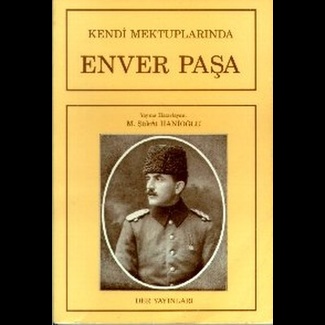 KENDİ MEKTUPLARINDA
ENVER PAŞA
Yayına Hazırlayan
M. Şükrü HANİOĞLU
DER YAYINLARI